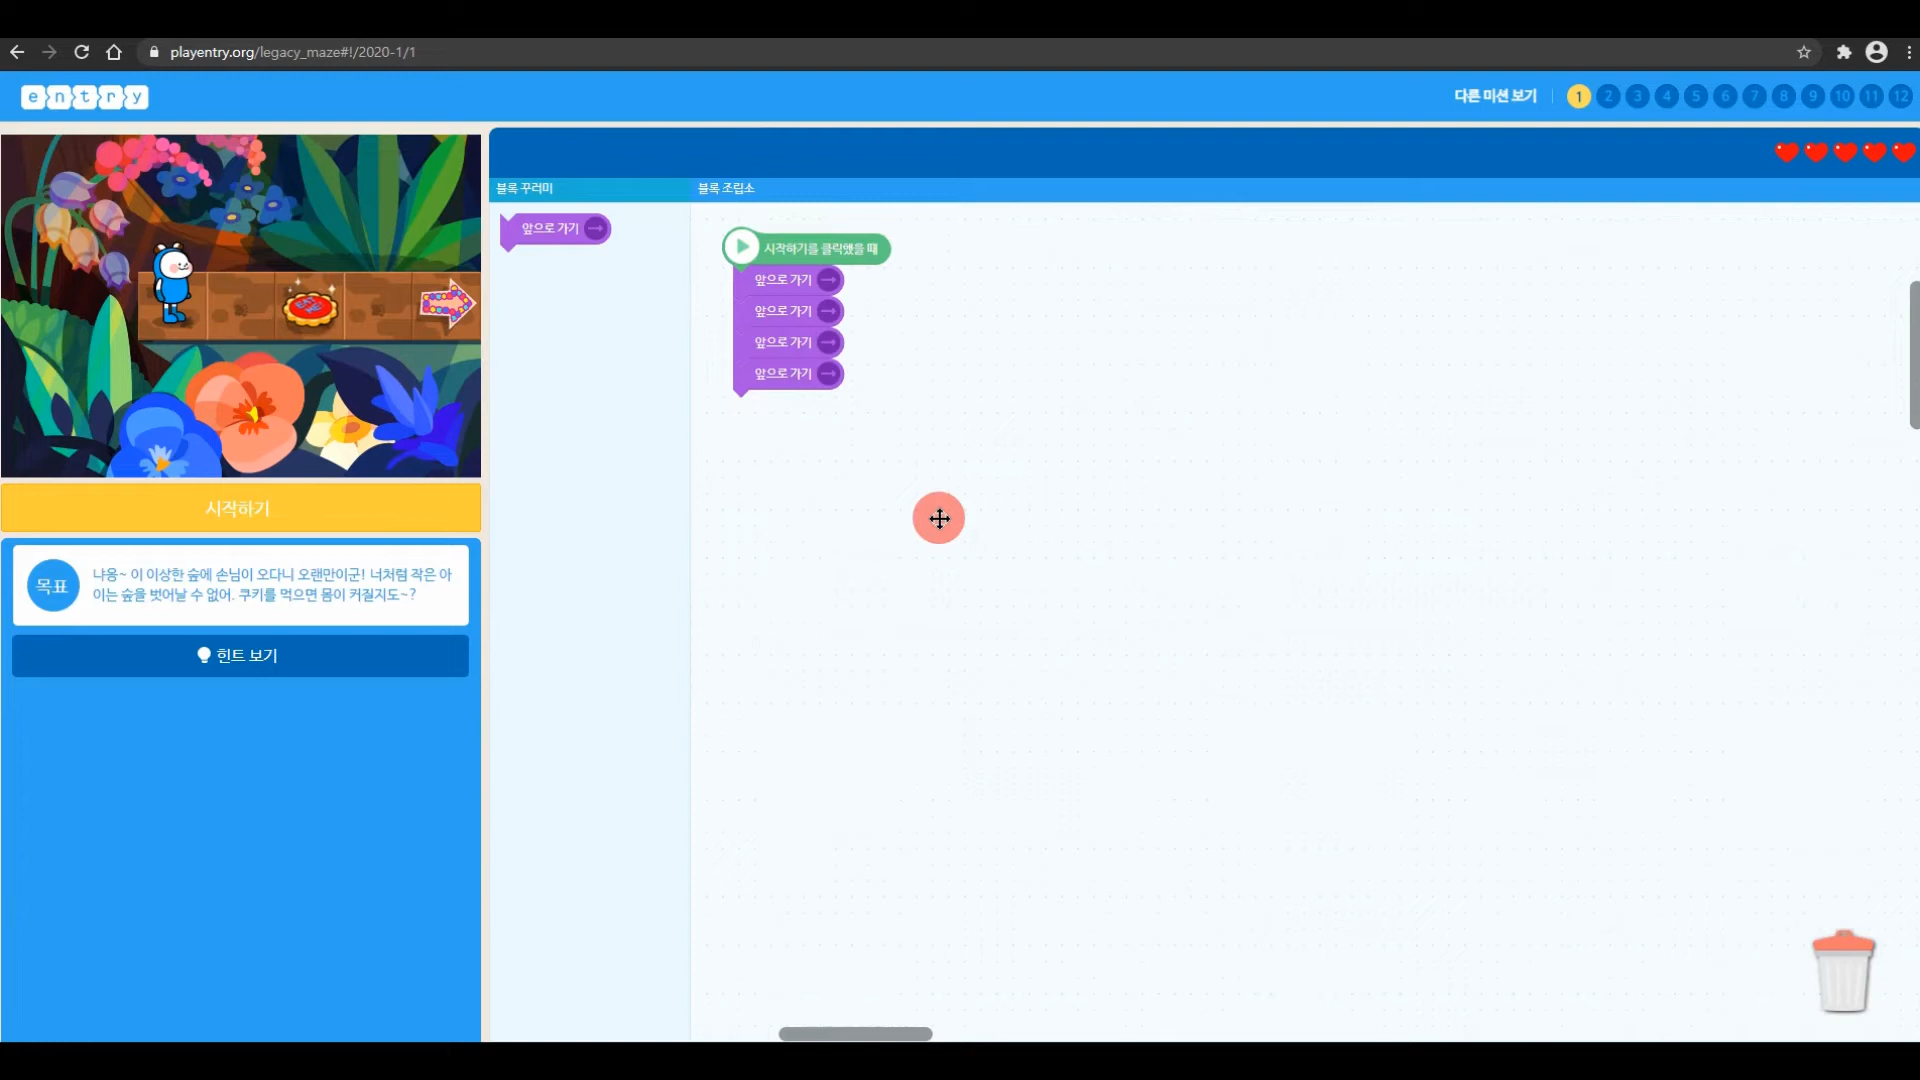 playentry.org/legacy_maze#!/2020-1/1
entry
다른 미션 보기 1 2 3 4 5 6 7 8 9 10 11 12
블록 꾸러미
블록 조립소
앞으로 가기
시작하기를 클릭했을 때
앞으로 가기
앞으로 가기
앞으로 가기
앞으로 가기
EAT
ME!
시작하기
목표
냐옹~ 이 이상한 숲에 손님이 오다니 오랜만이군! 너처럼 작은 아
이는 숲을 벗어날 수 없어. 쿠키를 먹으면 몸이 커질지도~?
힌트 보기